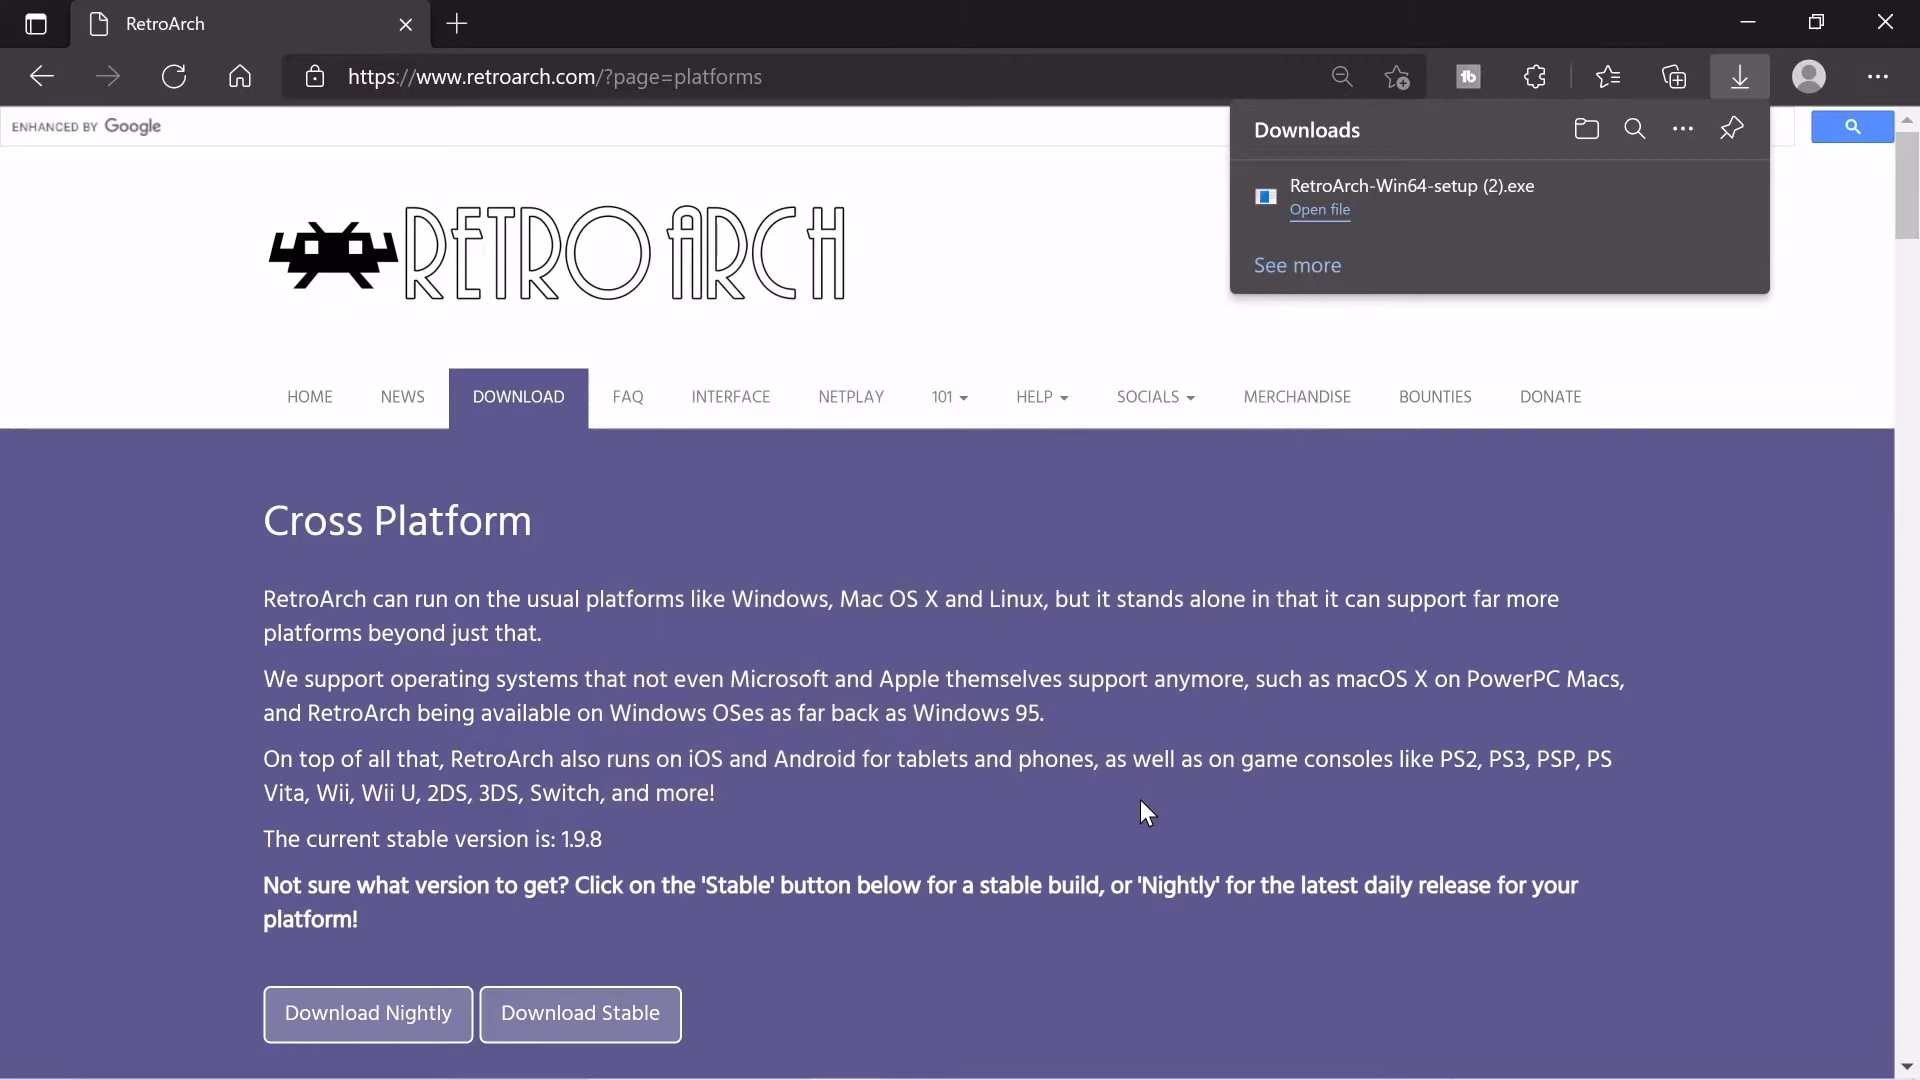 RetroArch
https://www.retroarch.com/?page=platforms
ENHANCED BY Google
Downloads
RetroArch-Win64-setup (2).exe
Open file
See more
RETROARCH
HOME NEWS DOWNLOAD FAQ INTERFACE NETPLAY 101 HELP SOCIALS MERCHANDISE BOUNTIES DONATE
Cross Platform
RetroArch can run on the usual platforms like Windows, Mac OS X and Linux, but it stands alone in that it can support far more
platforms beyond just that.
We support operating systems that not even Microsoft and Apple themselves support anymore, such as macOS X on PowerPC Macs,
and RetroArch being available on Windows OSes as far back as Windows 95.
On top of all that, RetroArch also runs on iOS and Android for tablets and phones, as well as on game consoles like PS2, PS3, PSP, PS
Vita, Wii, Wii U, 2DS, 3DS, Switch, and more!
The current stable version is: 1.9.8
Not sure what version to get? Click on the 'Stable' button below for a stable build, or 'Nightly' for the latest daily release for your
platform!
Download Nightly Download Stable